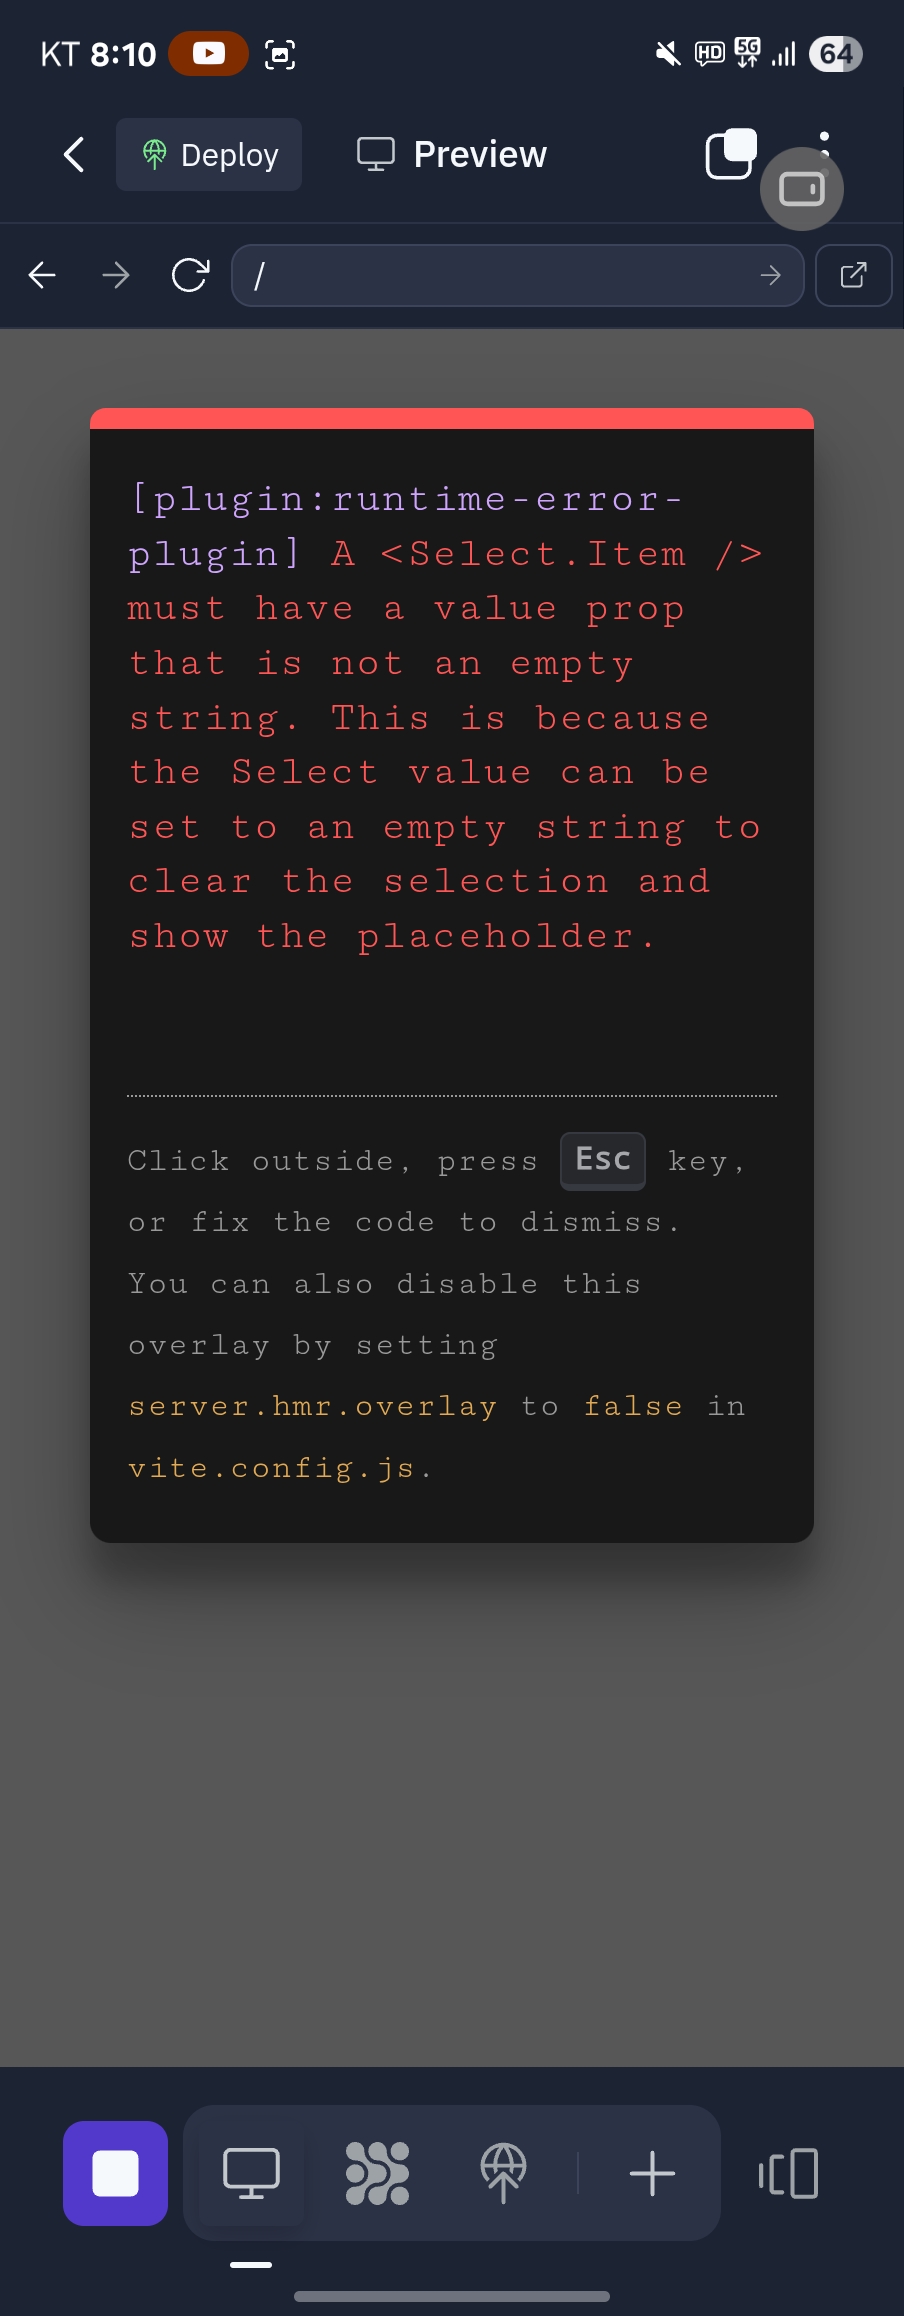 KT 8:10 HD 5G 64
Deploy Preview
/
[plugin:runtime-error-
plugin] A <Select.Item />
must have a value prop
that is not an empty
string. This is because
the Select value can be
set to an empty string to
clear the selection and
show the placeholder.
Click outside, press Esc key,
or fix the code to dismiss.
You can also disable this
overlay by setting
server.hmr.overlay to false in
vite.config.js.